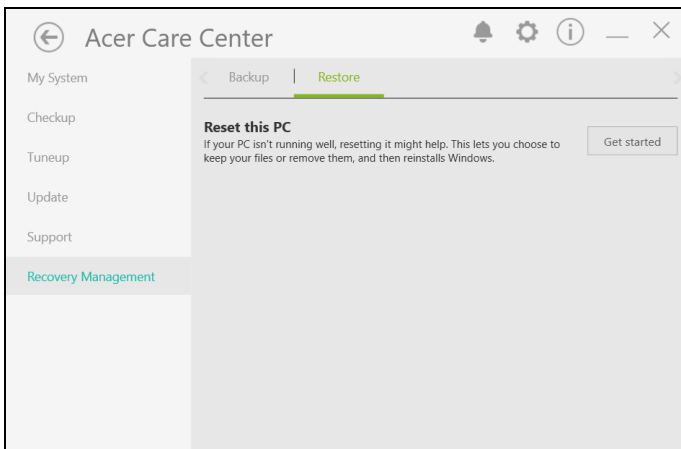 Acer Care Center
My System
Checkup
Tuneup
Update
Support
Recovery Management
Backup
Restore
Reset this PC
If your PC isn't running well, resetting it might help. This lets you choose to
keep your files or remove them, and then reinstalls Windows.
Get started